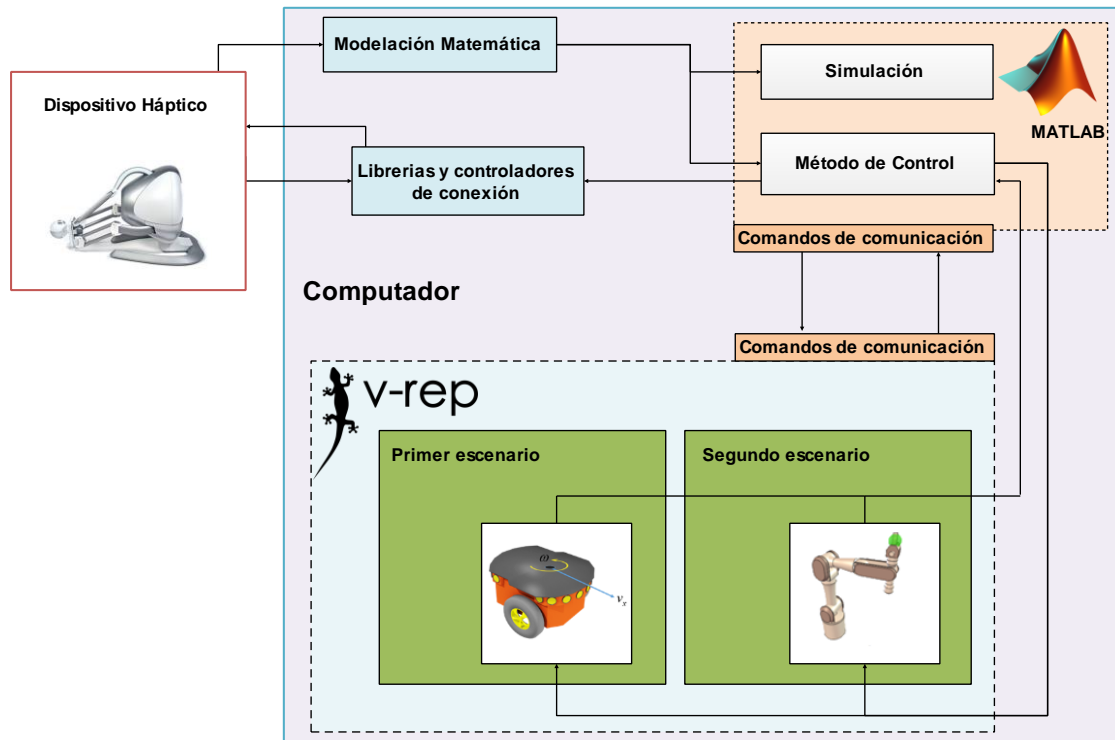 Modelación Matemática
Simulación
MATLAB
Dispositivo Háptico
Librerias y controladores
de conexión
Método de Control
Comandos de comunicación
Computador
Comandos de comunicación
v-rep
Primer escenario
Segundo escenario
ω
vx